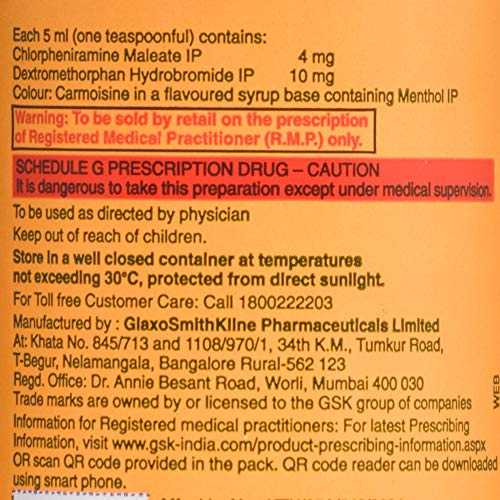 Each 5 ml (one teaspoonful) contains:
Chlorpheniramine Maleate IP 4 mg
Dextromethorphan Hydrobromide IP 10 mg
Colour: Carmoisine in a flavoured syrup base containing Menthol IP
Warning: To be sold by retail on the prescription
of Registered Medical Practitioner (R.M.P.) only.
SCHEDULE G PRESCRIPTION DRUG – CAUTION
It is dangerous to take this preparation except under medical supervision.
To be used as directed by physician
Keep out of reach of children.
Store in a well closed container at temperatures
not exceeding 30°C, protected from direct sunlight.
For Toll free Customer Care: Call 1800222203
Manufactured by : GlaxoSmithKline Pharmaceuticals Limited
At: Khata No. 845/713 and 1108/970/1, 34th K.M., Tumkur Road,
T-Begur, Nelamangala, Bangalore Rural-562 123
Regd. Office: Dr. Annie Besant Road, Worli, Mumbai 400 030
Trade marks are owned by or licensed to the GSK group of companies
Information for Registered medical practitioners: For latest Prescribing
Information, visit www.gsk-india.com/product-prescribing-information.aspx
OR scan QR code provided in the pack. QR code reader can be downloaded
using smart phone.
WEB